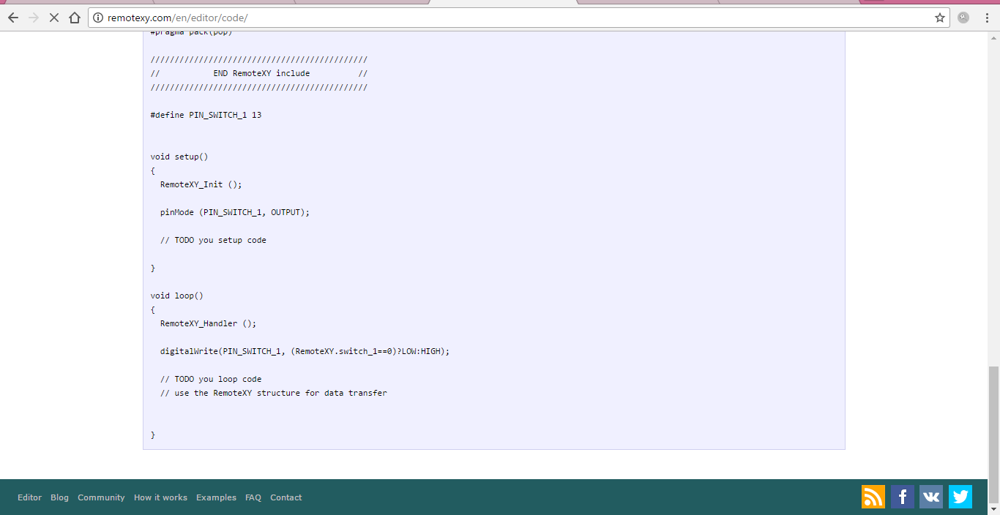 remotexy.com/en/editor/code/
#pragma pack(pop)
/////////////////////////////////////////////
//           END RemoteXY include          //
/////////////////////////////////////////////
#define PIN_SWITCH_1 13
void setup()
{
RemoteXY_Init ();
pinMode (PIN_SWITCH_1, OUTPUT);
// TODO you setup code
}
void loop()
{
RemoteXY_Handler ();
digitalWrite(PIN_SWITCH_1, (RemoteXY.switch_1==0)?LOW:HIGH);
// TODO you loop code
// use the RemoteXY structure for data transfer
}
Editor Blog Community How it works Examples FAQ Contact